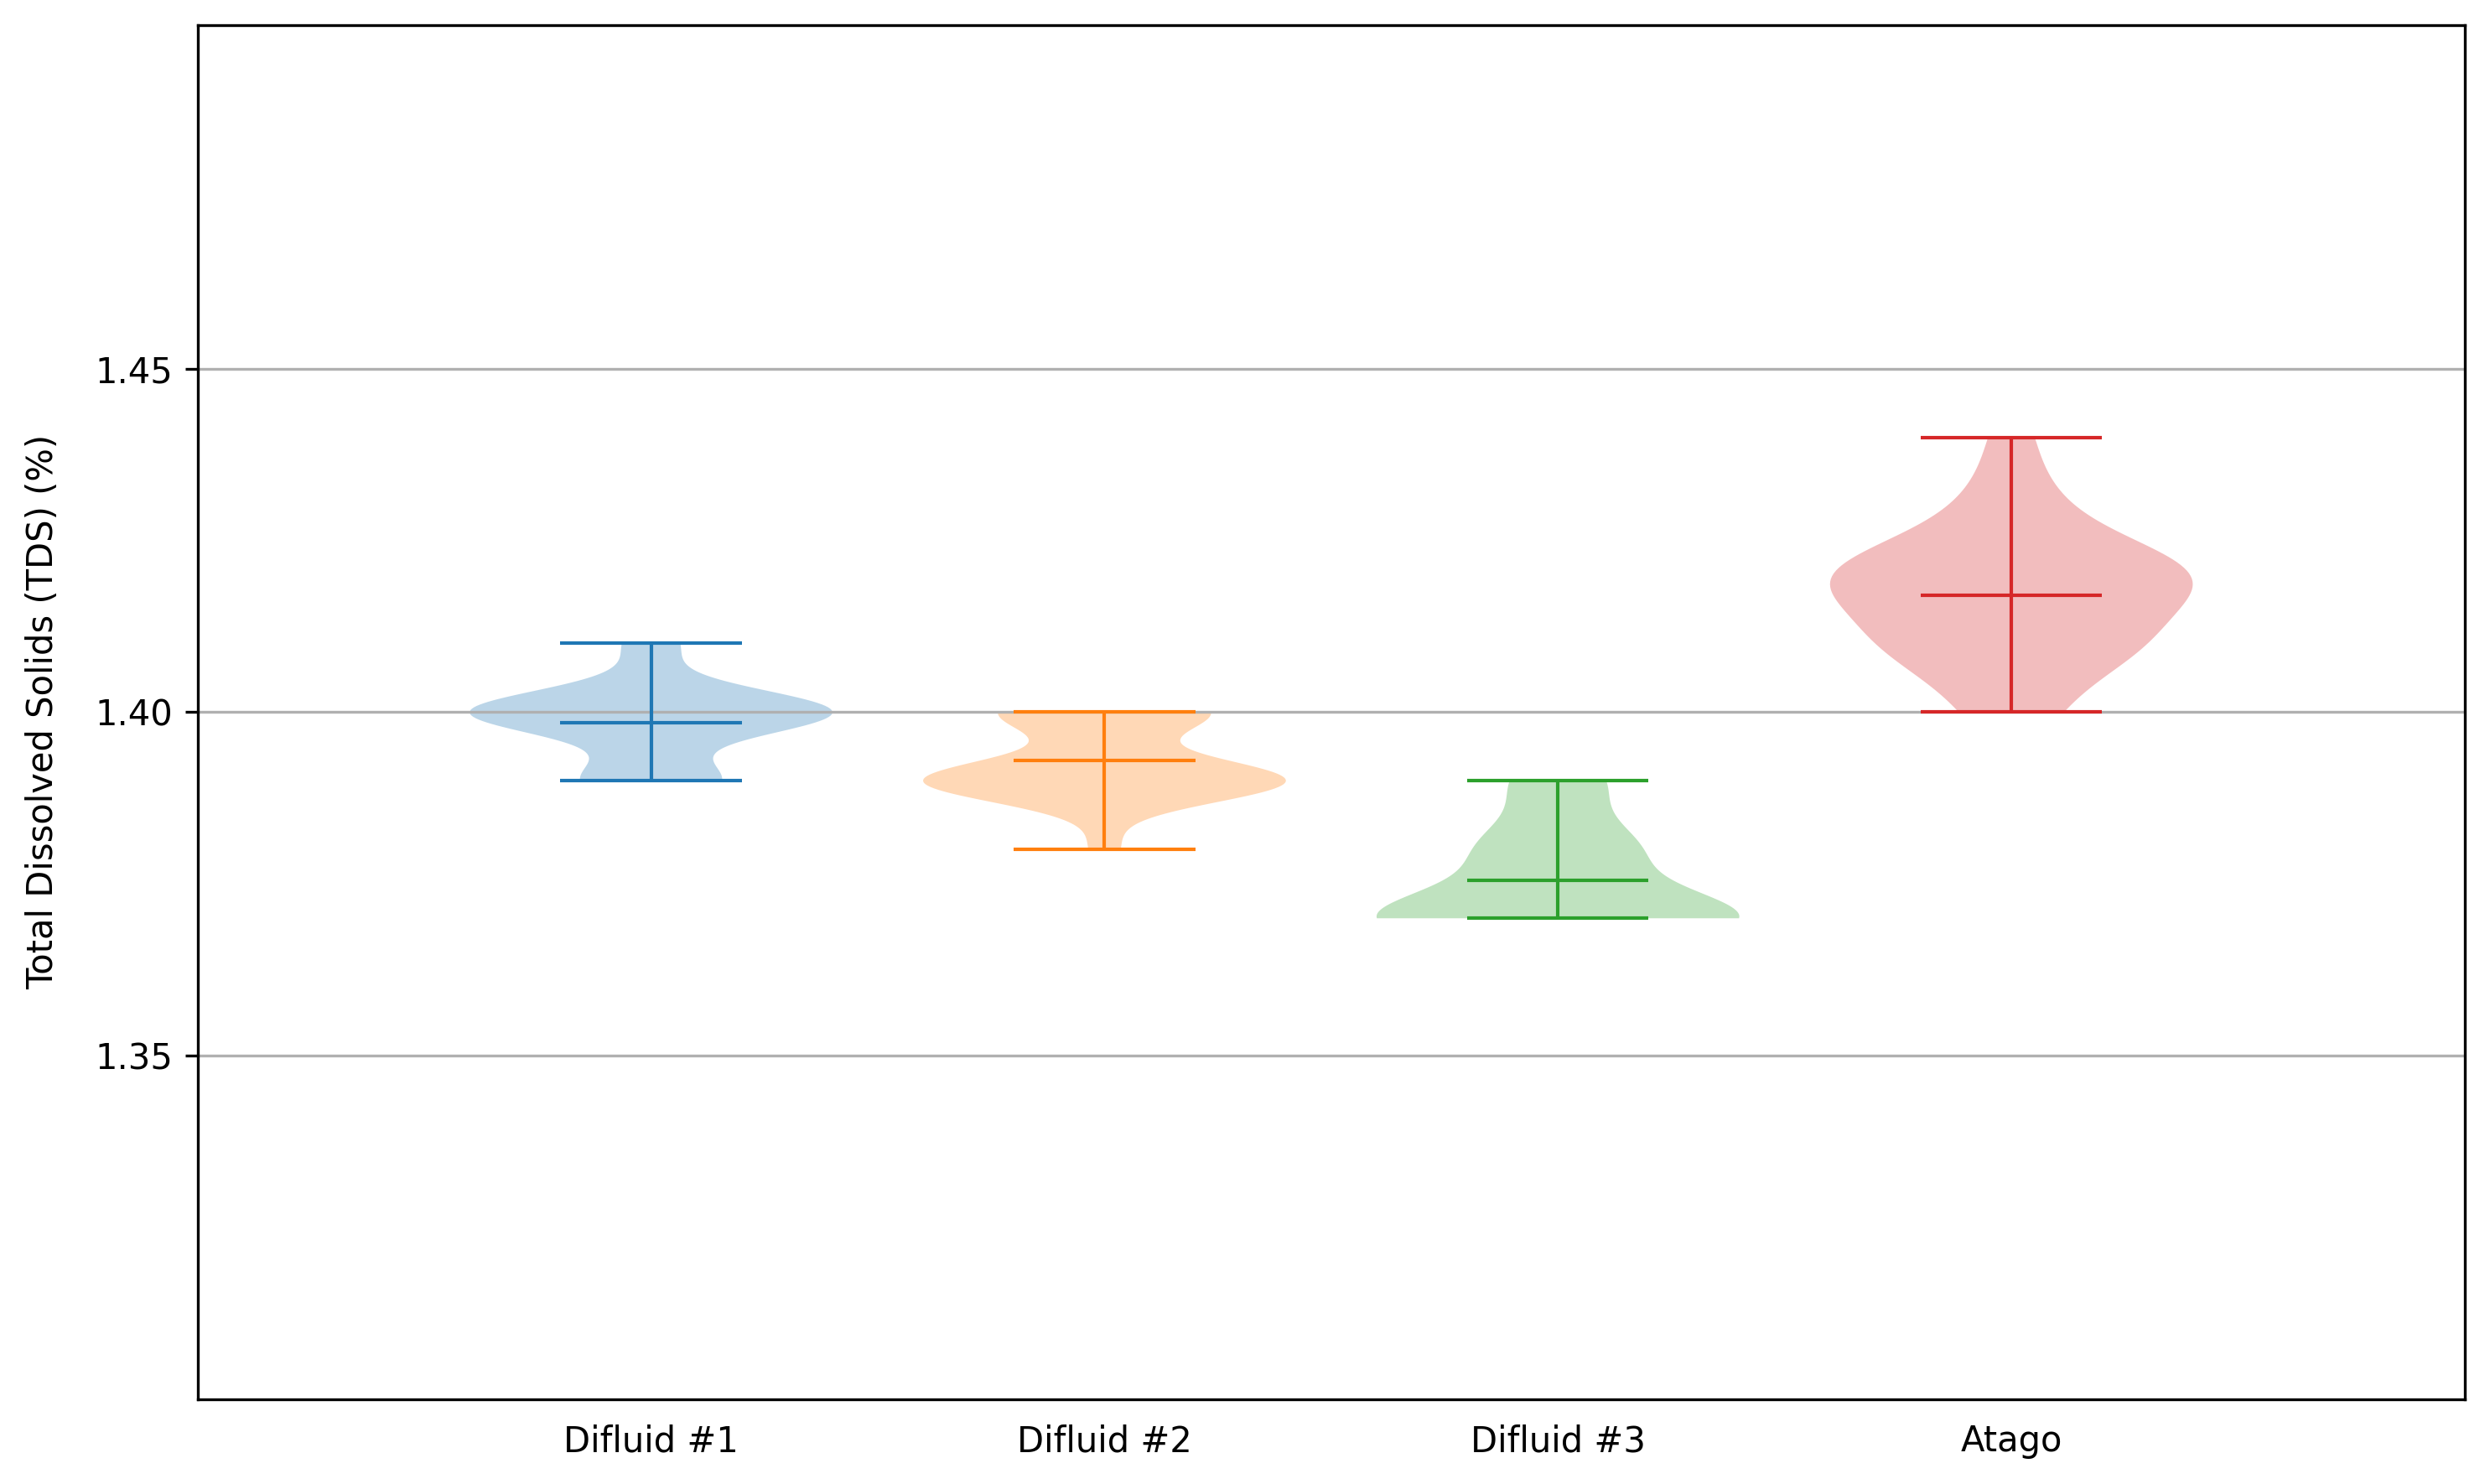 Total Dissolved Solids (TDS) (%)
1.45
1.40
1.35
Difluid #1
Difluid #2
Difluid #3
Atago